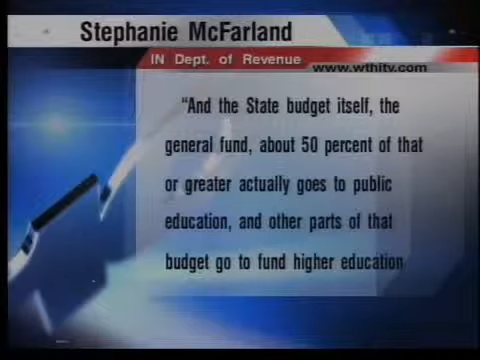 Stephanie McFarland
IN Dept. of Revenue
www.wthitv.com
"And the State budget itself, the
general fund, about 50 percent of that
or greater actually goes to public
education, and other parts of that
budget go to fund higher education